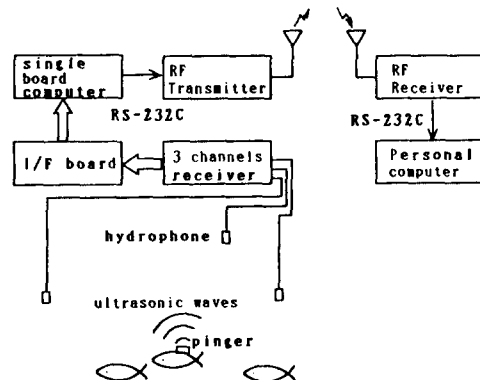 single
board
computer
RF
Transmitter
RF
Receiver
RS-232C
RS-232C
I/F board
3 channels
receiver
Personal
computer
hydrophone
ultrasonic waves
pinger